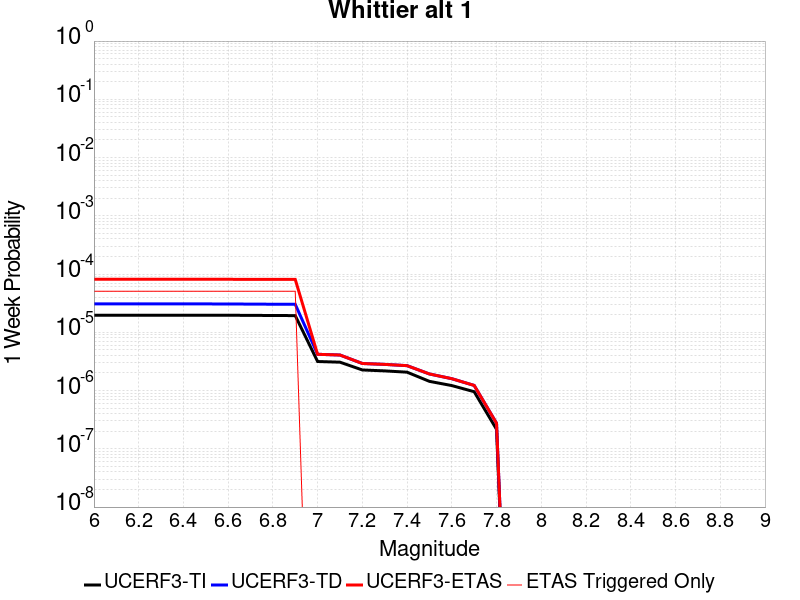 Whittier alt 1
10 0
10 -1
10 -2
10 -3
10 -4
10 -5
10 -6
10 -7
10 -8
1 Week Probability
6 6.2 6.4 6.6 6.8 7 7.2 7.4 7.6 7.8 8 8.2 8.4 8.6 8.8 9
Magnitude
UCERF3-TI UCERF3-TD UCERF3-ETAS ETAS Triggered Only